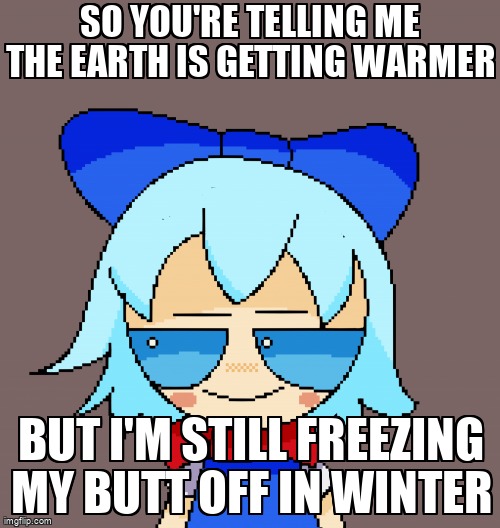 SO YOU'RE TELLING ME
THE EARTH IS GETTING WARMER
BUT I'M STILL FREEZING
MY BUTT OFF IN WINTER
imgflip.com